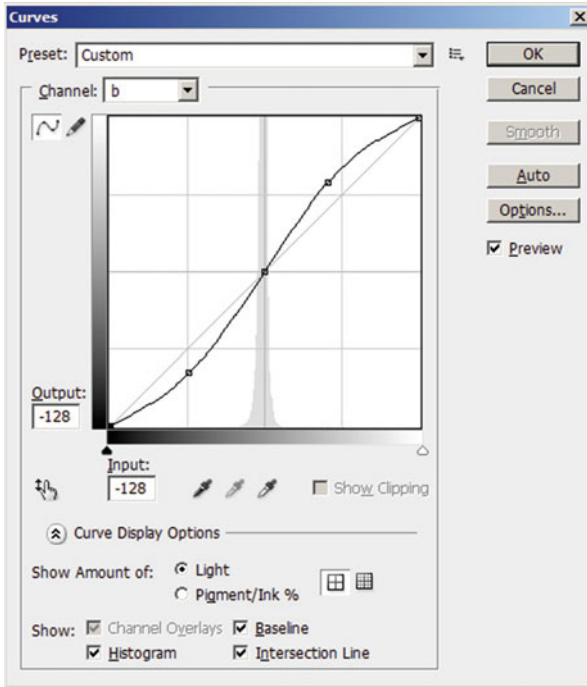 Curves
Preset: Custom
OK
Channel: b
Cancel
Smooth
Auto
Options...
Preview
Output:
-128
Input:
-128
Show Clipping
Curve Display Options
Show Amount of: Light
Pigment/Ink %
Show: Channel Overlays Baseline
Histogram Intersection Line